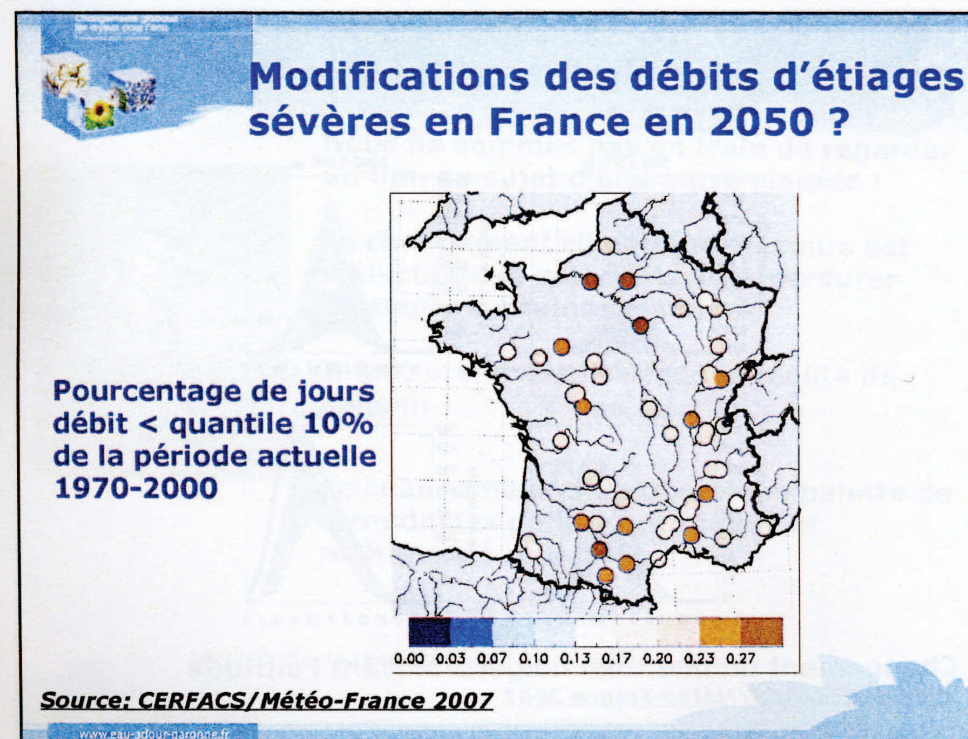 Changement global
Modifications des débits d’étiages
sévères en France en 2050 ?
Pourcentage de jours
débit < quantile 10%
de la période actuelle
1970-2000
0.00 0.03 0.07 0.10 0.13 0.17 0.20 0.23 0.27
Source: CERFACS/Météo-France 2007
www.eau-adour-garonne.fr